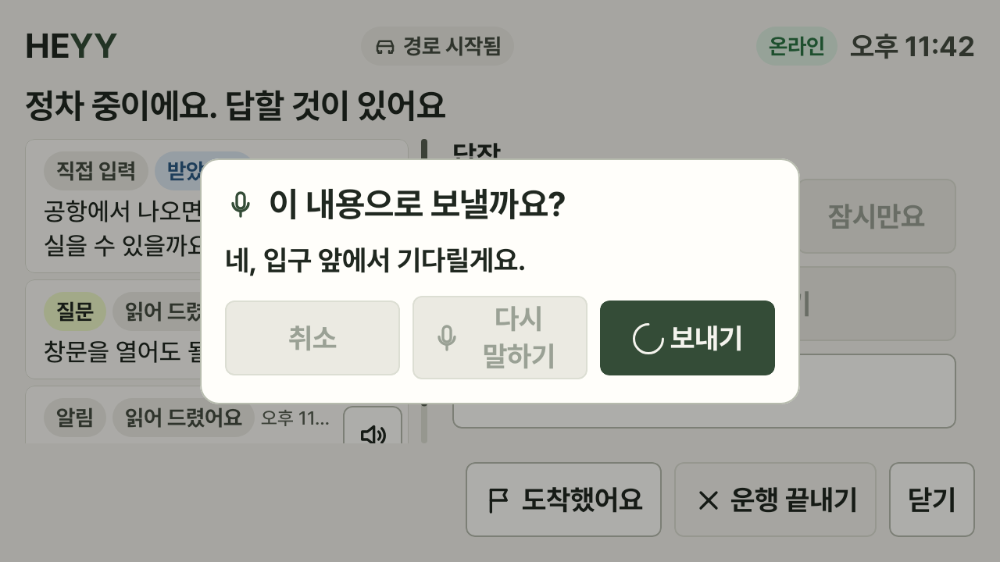 HEYY
경로 시작됨
온라인
오후 11:42
정차 중이에요. 답할 것이 있어요
직접 입력
공항에서 나오면
실을 수 있을까요
질문
읽어 드렸
창문을 열어도
알림
읽어 드렸어요
오후 11...
답장
잠시만요
이 내용으로 보낼까요?
네, 입구 앞에서 기다릴게요.
취소
다시
말하기
보내기
도착했어요
운행 끝내기
닫기